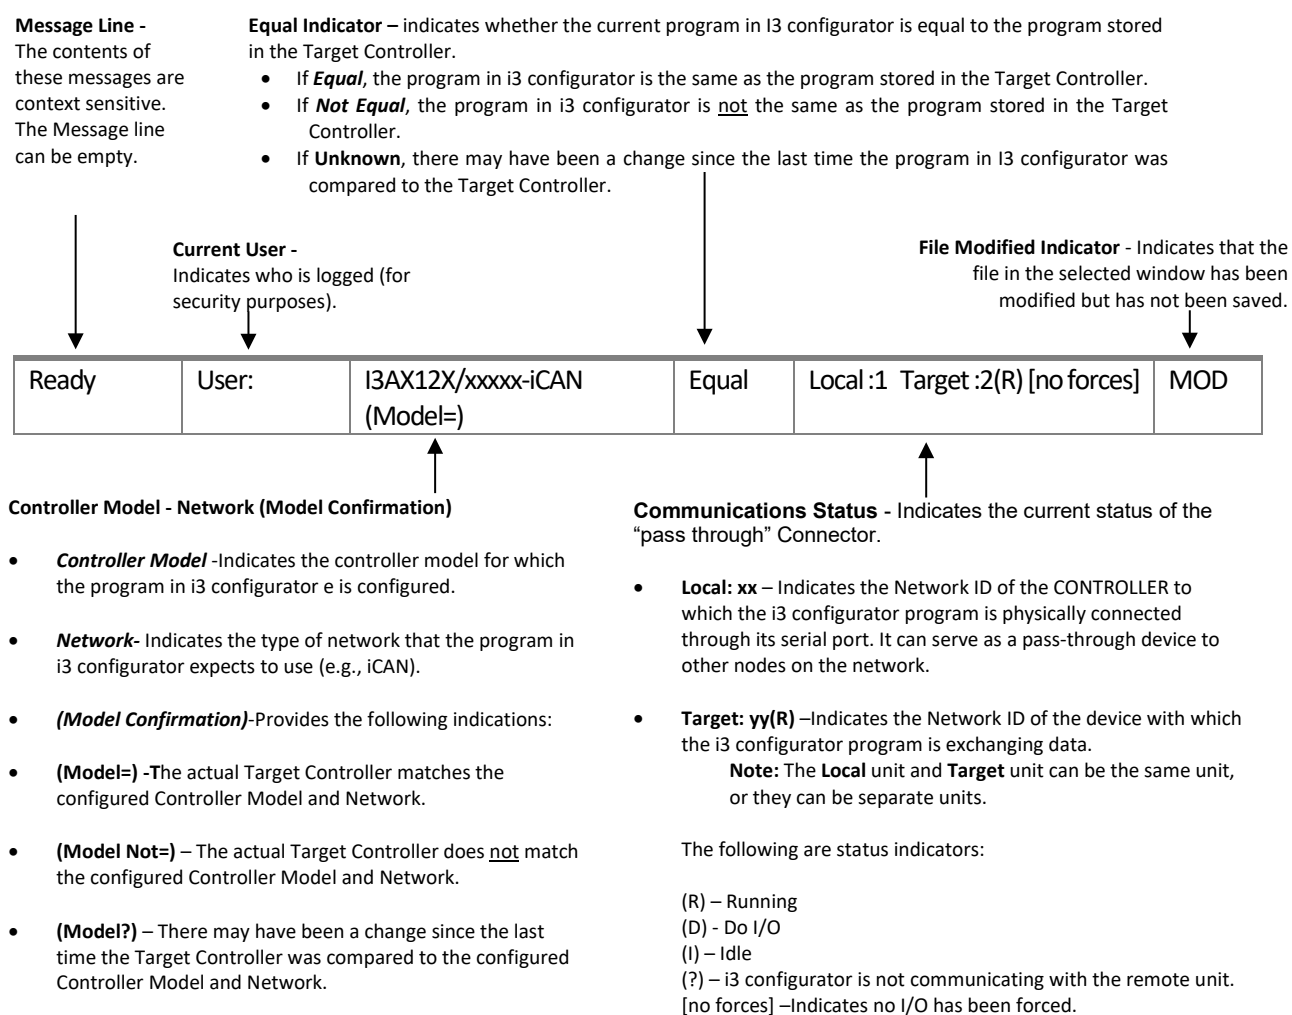 Message Line -
The contents of
these messages are
context sensitive.
The Message line
can be empty.
Equal Indicator – indicates whether the current program in I3 configurator is equal to the program stored
in the Target Controller.
• If Equal, the program in i3 configurator is the same as the program stored in the Target Controller.
• If Not Equal, the program in i3 configurator is not the same as the program stored in the Target
Controller.
• If Unknown, there may have been a change since the last time the program in I3 configurator was
compared to the Target Controller.
Current User -
Indicates who is logged (for
security purposes).
File Modified Indicator - Indicates that the
file in the selected window has been
modified but has not been saved.
Ready
User:
I3AX12X/xxxxx-iCAN
(Model=)
Equal
Local :1 Target :2(R) [no forces]
MOD
Controller Model - Network (Model Confirmation)
• Controller Model -Indicates the controller model for which
the program in i3 configurator e is configured.
• Network- Indicates the type of network that the program in
i3 configurator expects to use (e.g., iCAN).
• (Model Confirmation)-Provides the following indications:
• (Model=) -The actual Target Controller matches the
configured Controller Model and Network.
• (Model Not=) – The actual Target Controller does not match
the configured Controller Model and Network.
• (Model?) – There may have been a change since the last
time the Target Controller was compared to the configured
Controller Model and Network.
Communications Status - Indicates the current status of the
“pass through” Connector.
• Local: xx – Indicates the Network ID of the CONTROLLER to
which the i3 configurator program is physically connected
through its serial port. It can serve as a pass-through device to
other nodes on the network.
• Target: yy(R) –Indicates the Network ID of the device with which
the i3 configurator program is exchanging data.
Note: The Local unit and Target unit can be the same unit,
or they can be separate units.
The following are status indicators:
(R) – Running
(D) - Do I/O
(I) – Idle
(?) – i3 configurator is not communicating with the remote unit.
[no forces] –Indicates no I/O has been forced.